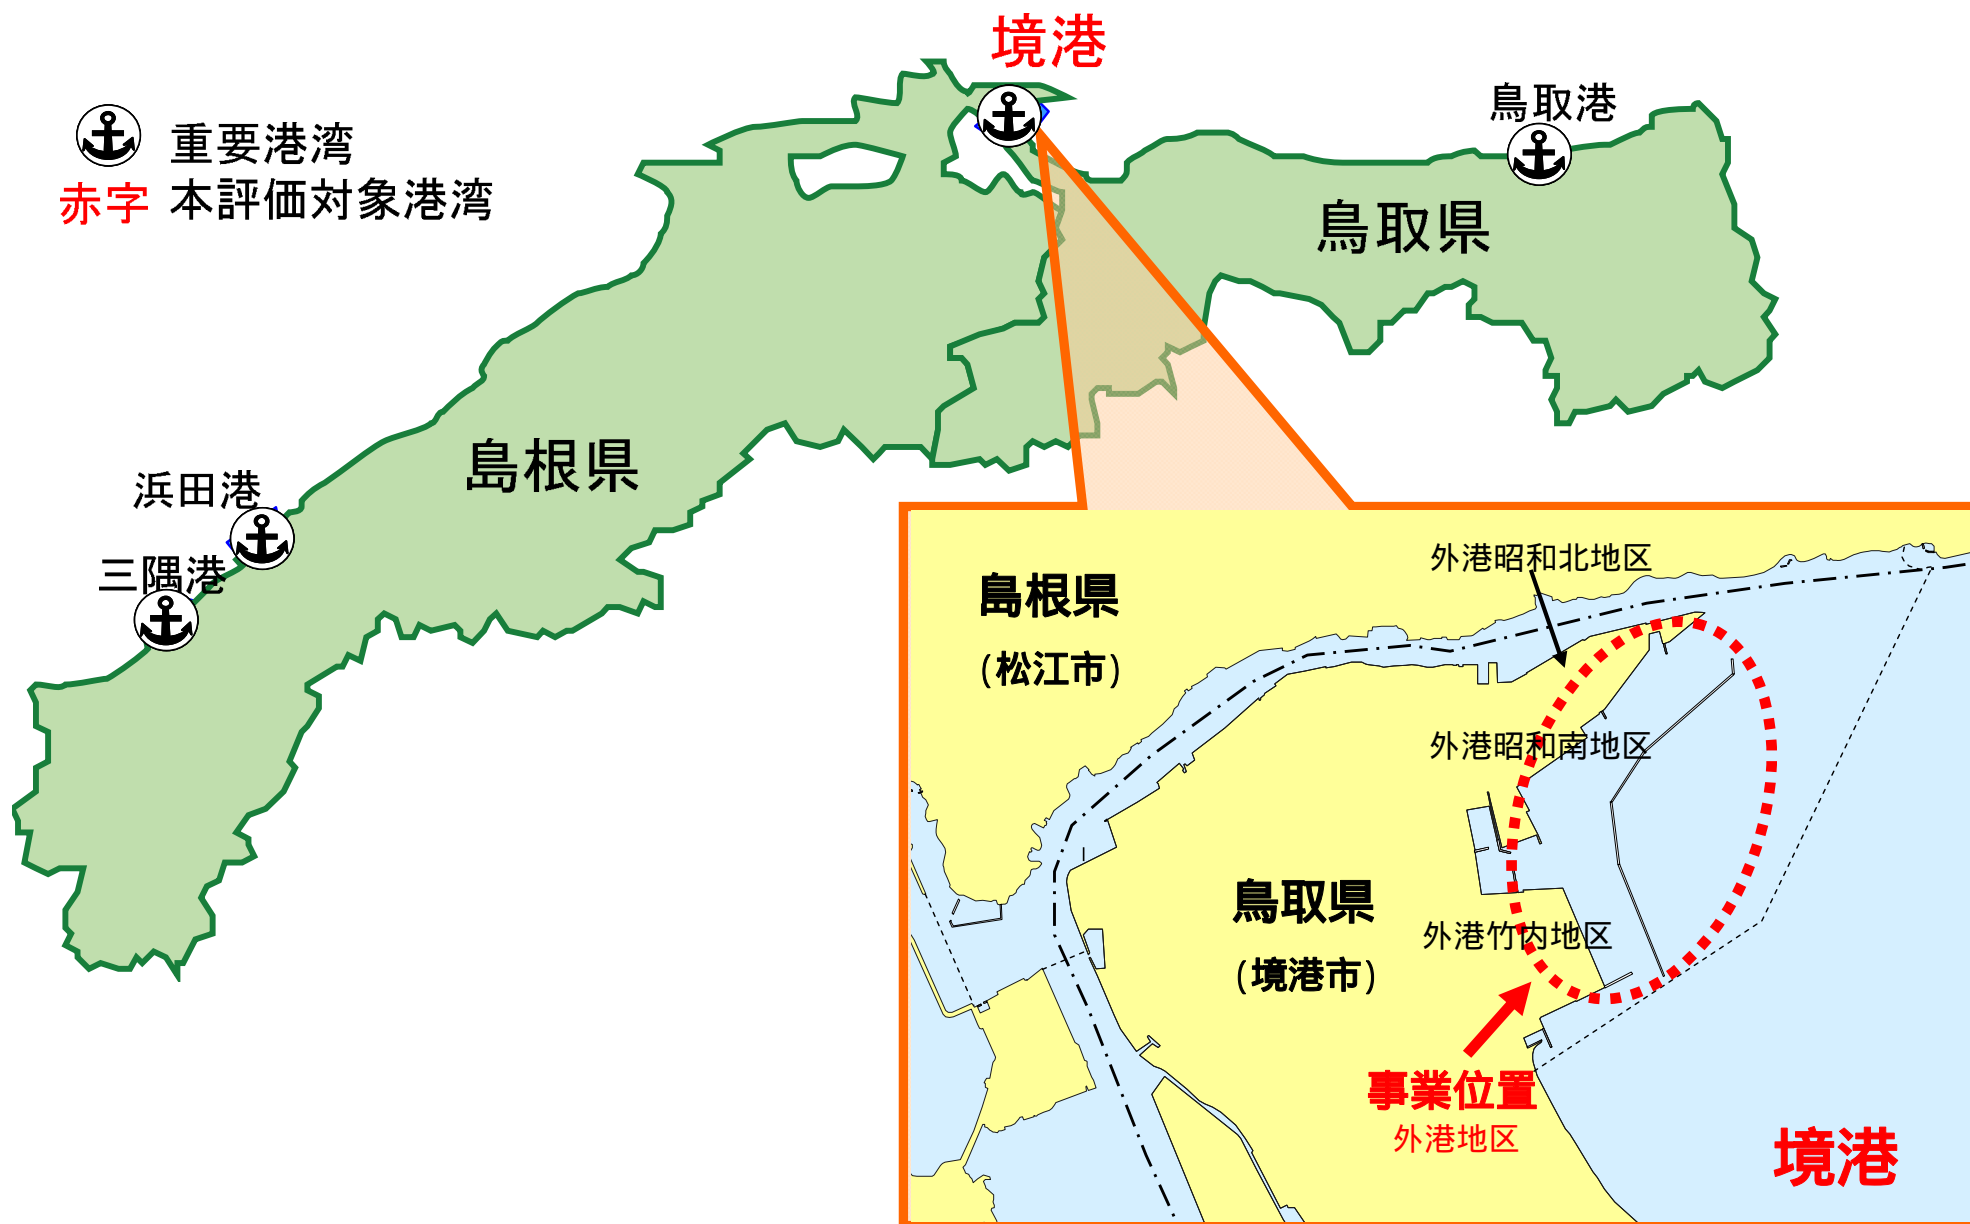 境港
鳥取港
重要港湾
赤字 本評価対象港湾
鳥取県
島根県
浜田港
三隅港
外港昭和北地区
島根県
(松江市)
外港昭和南地区
鳥取県
外港竹内地区
(境港市)
事業位置
外港地区
境港